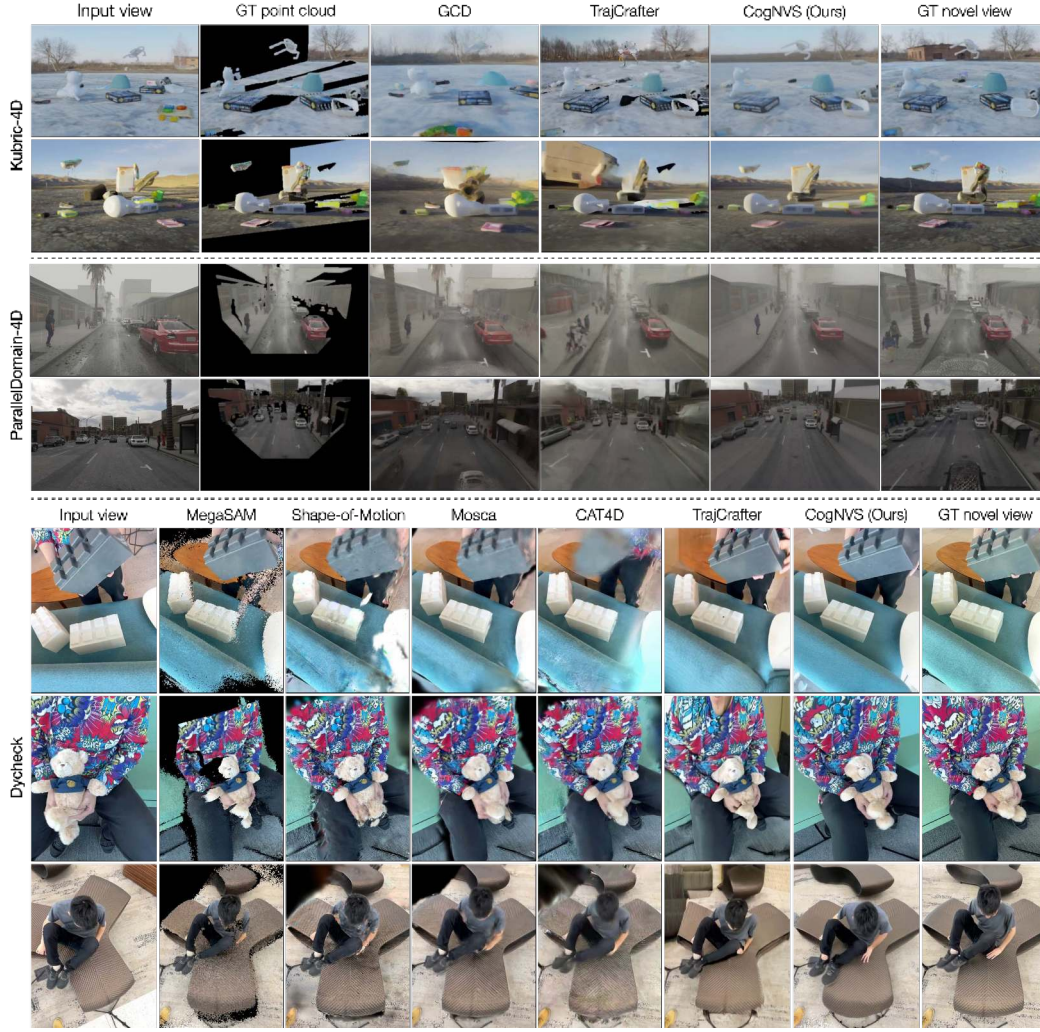 Input view GT point cloud GCD TrajCrafter CogNVS (Ours) GT novel view
Kubric-4D
ParallelDomain-4D
Input view MegaSAM Shape-of-Motion Mosca CAT4D TrajCrafter CogNVS (Ours) GT novel view
Dycheck